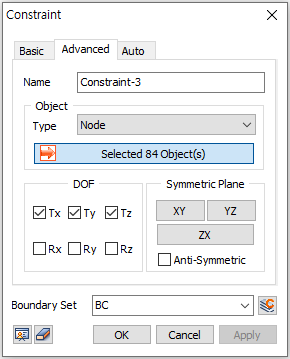 Constraint
Basic Advanced Auto
Name Constraint-3
Object
Type Node
Selected 84 Object(s)
DOF
Tx Ty Tz
Rx Ry Rz
Symmetric Plane
XY YZ
ZX
Anti-Symmetric
Boundary Set BC
OK Cancel Apply